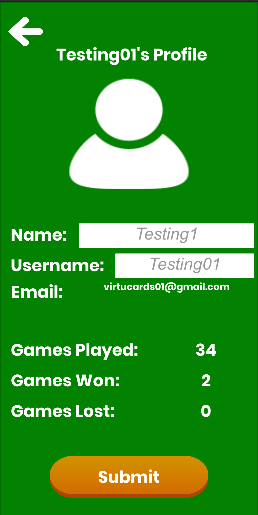 Testing01's Profile
Name: Testing1
Username: Testing01
Email: virtucards01@gmail.com
Games Played: 34
Games Won: 2
Games Lost: 0
Submit